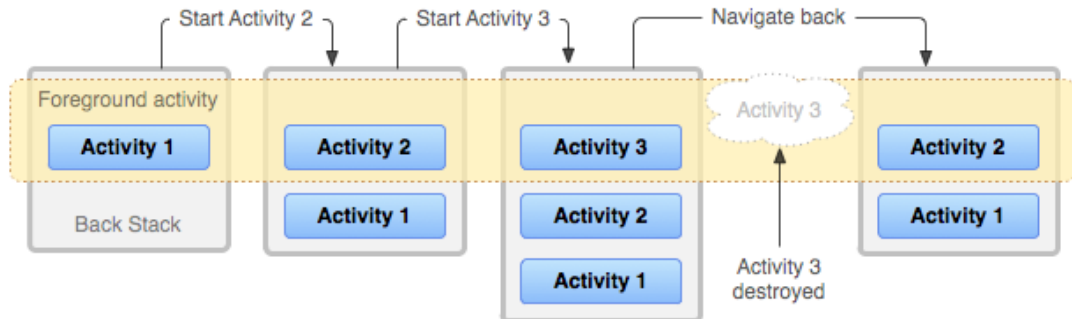 Start Activity 2
Start Activity 3
Navigate back
Foreground activity
Activity 1
Back Stack
Activity 2
Activity 1
Activity 3
Activity 2
Activity 1
Activity 3
Activity 3
destroyed
Activity 2
Activity 1